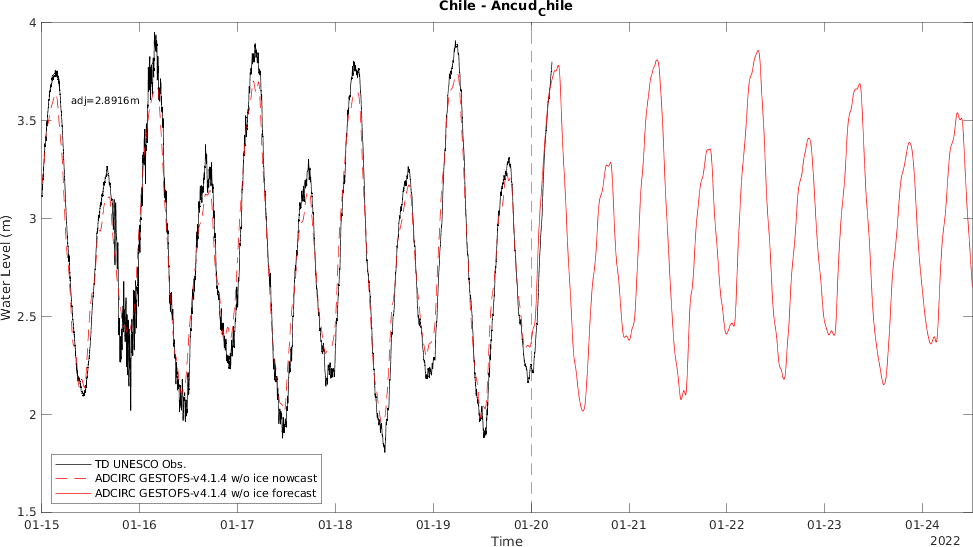 Chile - Ancud_Chile
4
3.5
3
2.5
2
1.5
Water Level (m)
adj=2.8916m
TD UNESCO Obs.
ADCIRC GESTOFS-v4.1.4 w/o ice nowcast
ADCIRC GESTOFS-v4.1.4 w/o ice forecast
01-15 01-16 01-17 01-18 01-19 01-20 01-21 01-22 01-23 01-24
Time
2022